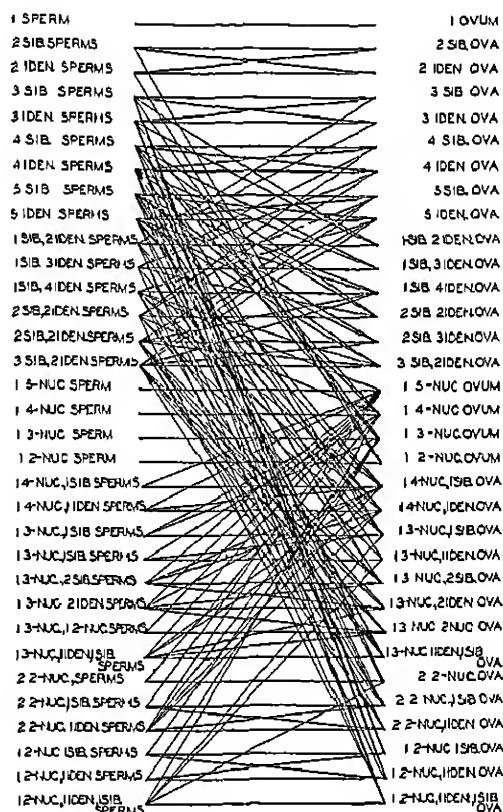 1 SPERM 1 OVUM
2 SIB. SPERMS 2 SIB. OVA
2 IDEN. SPERMS 2 IDEN. OVA
3 SIB. SPERMS 3 SIB. OVA
3 IDEN. SPERMS 3 IDEN. OVA
4 SIB. SPERMS 4 SIB. OVA
4 IDEN. SPERMS 4 IDEN. OVA
5 SIB. SPERMS 5 SIB. OVA
5 IDEN. SPERMS 5 IDEN. OVA
1 SIB, 2 IDEN. SPERMS 1 SIB. 2 IDEN. OVA
1 SIB. 3 IDEN. SPERMS 1 SIB, 3 IDEN. OVA
1 SIB, 4 IDEN. SPERMS 1 SIB. 4 IDEN. OVA
2 SIB, 2 IDEN. SPERMS 2 SIB. 2 IDEN. OVA
2 SIB, 2 IDEN. SPERMS 2 SIB. 3 IDEN. OVA
3 SIB, 2 IDEN. SPERMS 3 SIB, 2 IDEN. OVA
1 5-NUC SPERM 1 5-NUC OVUM
1 4-NUC SPERM 1 4-NUC OVUM
1 3-NUC SPERM 1 3-NUC OVUM
1 2-NUC SPERM 1 2-NUC. OVUM
1 4-NUC, 1 SIB SPERMS 1 4-NUC, 1 SIB. OVA
1 4-NUC, 1 IDEN SPERMS 1 4-NUC, 1 IDEN. OVA
1 3-NUC, 1 SIB SPERMS 1 3-NUC, 1 SIB. OVA
1 3-NUC, 1 SIB. SPERMS 1 3-NUC, 1 IDEN. OVA
1 3-NUC., 2 SIB. SPERMS 1 3 NUC, 2 SIB. OVA
1 3-NUC 2 IDEN SPERMS 1 3-NUC., 2 IDEN OVA
1 3-NUC, 1 2-NUC. SPERMS 1 3 NUC 2 NUC OVA
1 3-NUC, 1 IDEN, 1 SIB. SPERMS 1 3-NUC 1 IDEN, 1 SIB. OVA
2 2-NUC, SPERMS 2 2-NUC. OVA
2 2-NUC, 1 SIB. SPERMS 2 2 NUC, 1 SIB OVA
2 2-NUC, 1 IDEN. SPERMS 2 2-NUC, 1 IDEN OVA
1 2-NUC 1 SIB. SPERMS 1 2-NUC 1 SIB. OVA
1 2-NUC, 1 IDEN SPERMS 1 2-NUC, 1 IDEN OVA
1 2-NUC, 1 IDEN, 1 SIB. SPERMS 1 2-NUC, 1 IDEN, 1 SIB OVA